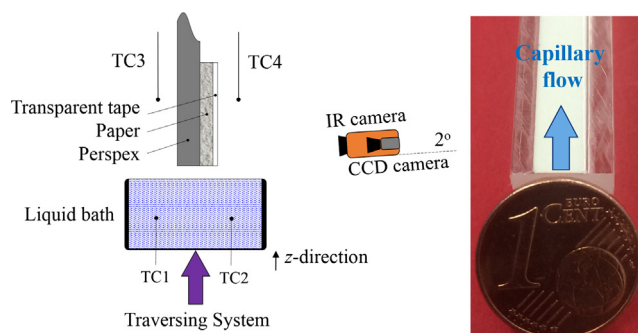 TC3
TC4
Transparent tape
Paper
Perspex
IR camera
CCD camera
2°
Liquid bath
TC1
TC2
z-direction
Traversing System
Capillary
flow
1
EURO
CENT